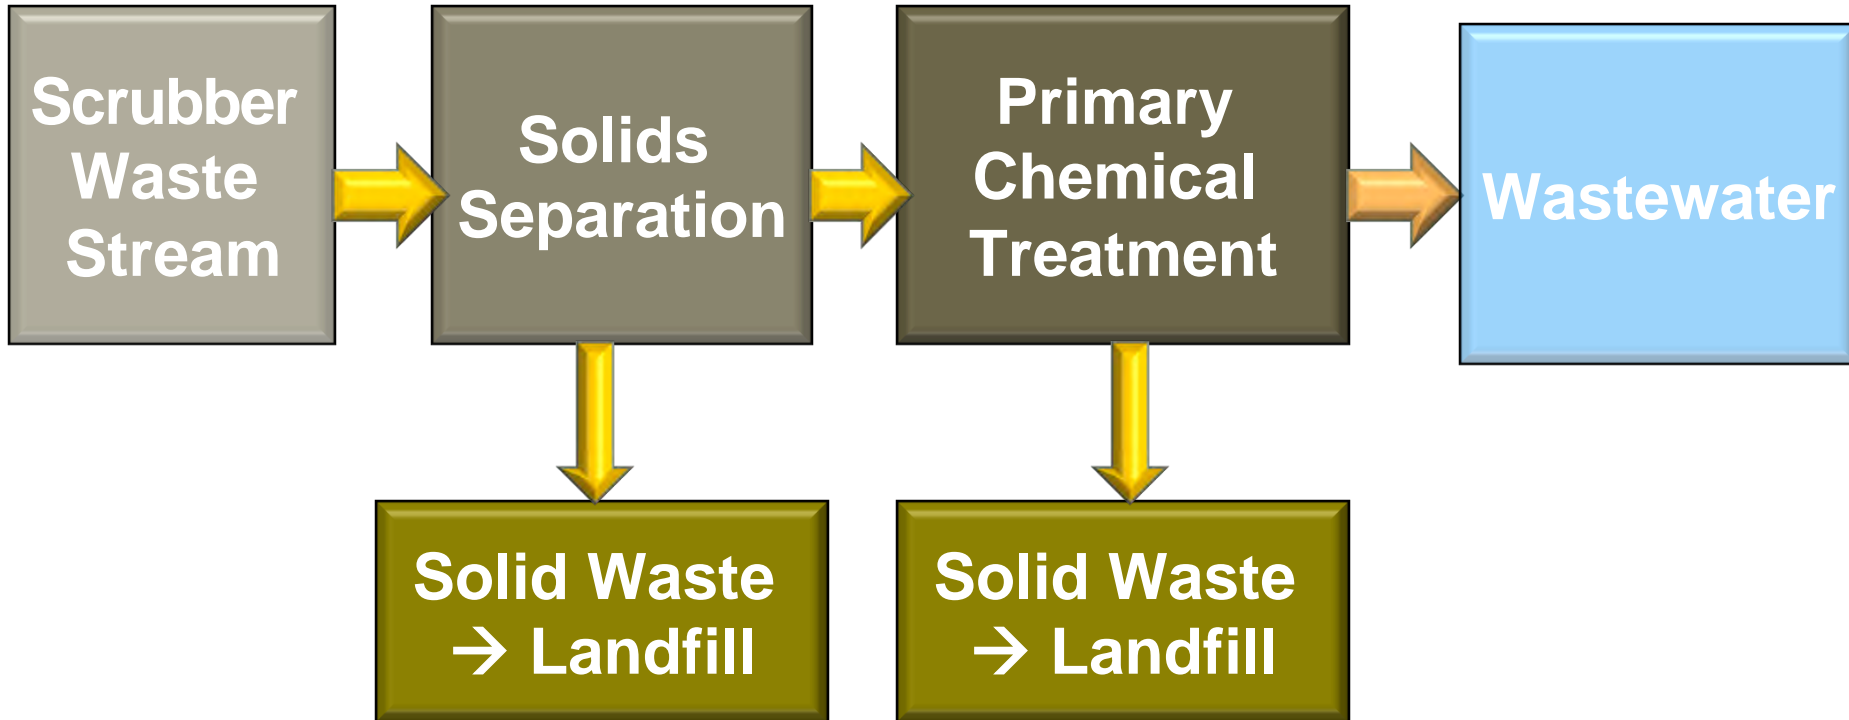 Scrubber
Waste
Stream
Solids
Separation
Primary
Chemical
Treatment
Wastewater
Solid Waste
→ Landfill
Solid Waste
→ Landfill